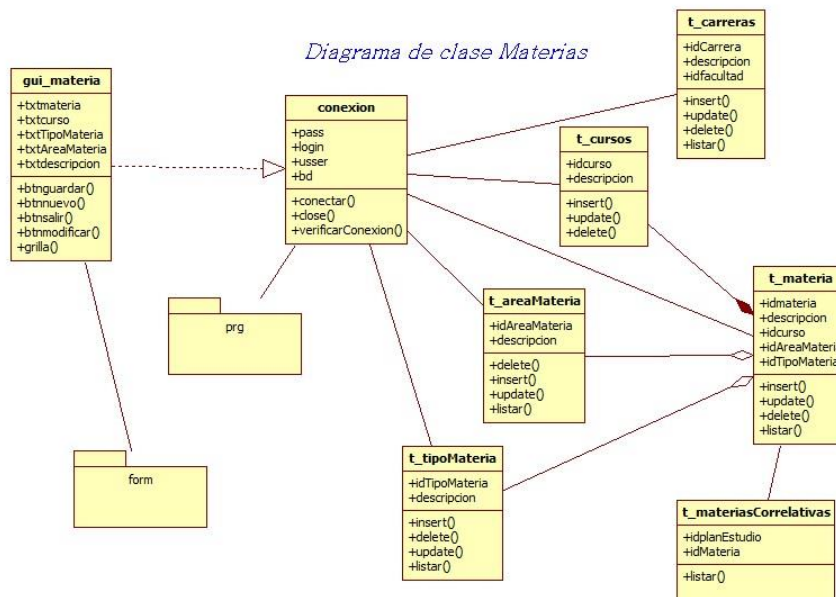 Diagrama de clase Materias
gui_materia
+txtmateria
+txtcurso
+txtTipoMateria
+txtAreaMateria
+txtdescripcion
+btnguardar()
+btnnuevo()
+btnsalir()
+btnmodificar()
+grilla()
conexion
+pass
+login
+usser
+bd
+conectar()
+close()
+verificarConexion()
t_carreras
+idCarrera
+descripcion
+idfacultad
+insert()
+update()
+delete()
+listar()
t_cursos
+idcurso
+descripcion
+insert()
+update()
+delete()
prg
t_areaMateria
+idAreaMateria
+descripcion
+delete()
+insert()
+update()
+listar()
t_materia
+idmateria
+descripcion
+idcurso
+idAreaMateria
+idTipoMateria
+insert()
+update()
+delete()
+listar()
form
t_tipoMateria
+idTipoMateria
+descripcion
+insert()
+delete()
+update()
+listar()
t_materiasCorrelativas
+idplanEstudio
+idMateria
+listar()